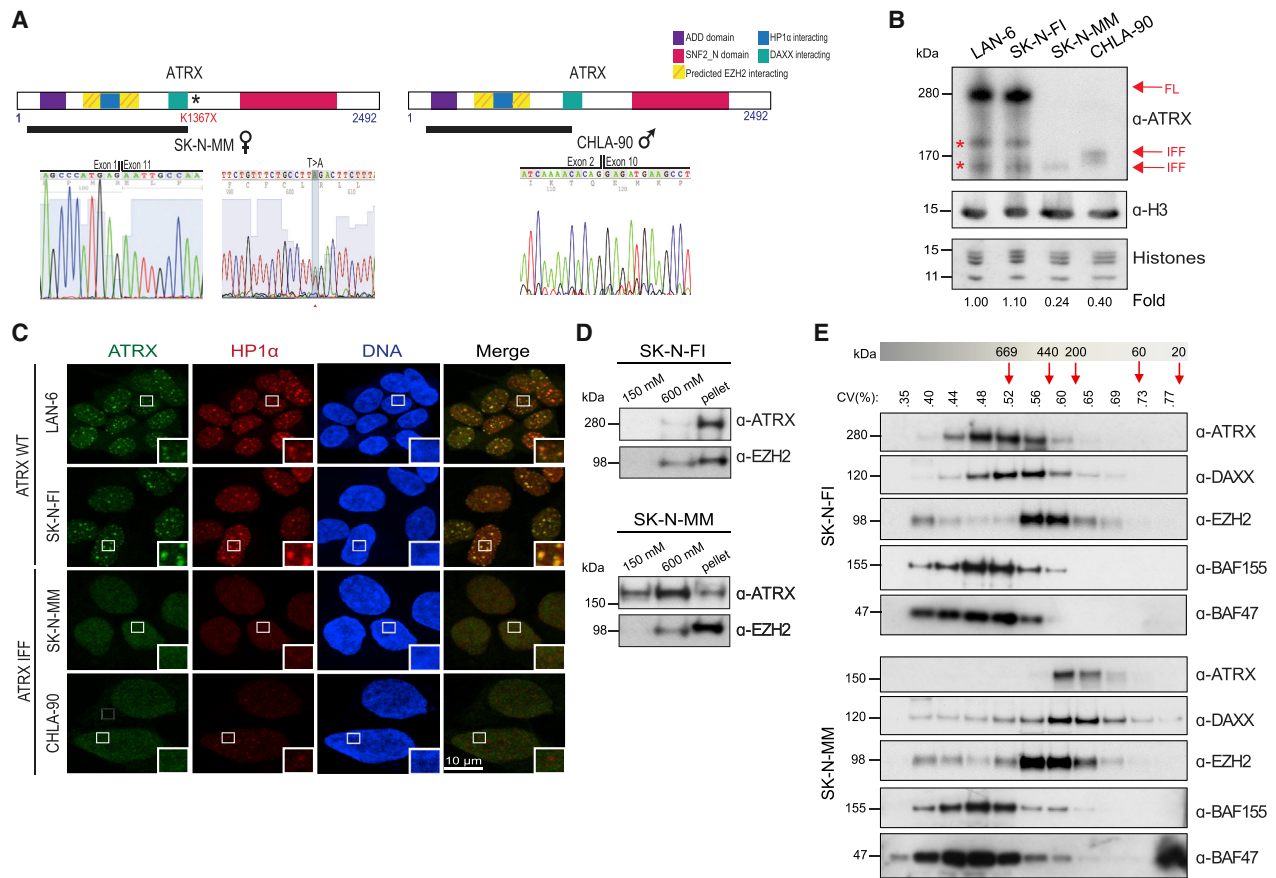 A
ADD domain
HP1α interacting
SNF2_N domain
DAXX interacting
Predicted EZH2 interacting
ATRX
*
K1367X
1
2492
SK-N-MM ♀
Exon 1 Exon 11
AGCCCATGAGAATTGCCAA
T>A
ATRX
1
2492
CHLA-90 ♂
Exon 2 Exon 10
ATCAAAACACAGGAGATGAAGCCT
B
kDa
LAN-6
SK-N-FI
SK-N-MM
CHLA-90
280
170
*
*
FL
α-ATRX
IFF
IFF
15
α-H3
15
11
Histones
1.00 1.10 0.24 0.40 Fold
C
ATRX HP1α DNA Merge
ATRX WT
LAN-6
SK-N-FI
ATRX IFF
SK-N-MM
CHLA-90
10 µm
D
SK-N-FI
kDa
150 mM
600 mM
pellet
280
α-ATRX
98
α-EZH2
SK-N-MM
kDa
150 mM
600 mM
pellet
150
α-ATRX
98
α-EZH2
E
kDa 669 440 200 60 20
CV(%): .35 .40 .44 .48 .52 .56 .60 .65 .69 .73 .77
SK-N-FI
280 α-ATRX
120 α-DAXX
98 α-EZH2
155 α-BAF155
47 α-BAF47
SK-N-MM
150 α-ATRX
120 α-DAXX
98 α-EZH2
155 α-BAF155
47 α-BAF47